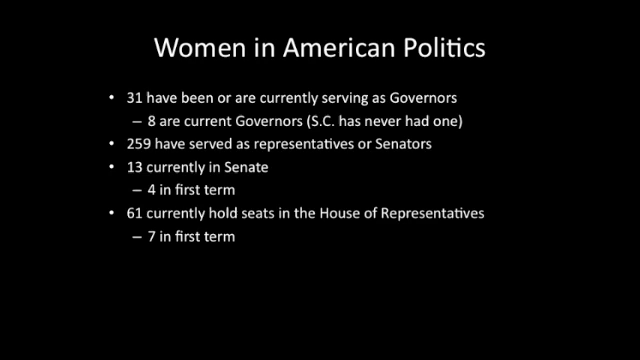 Women in American Politics
• 31 have been or are currently serving as Governors
– 8 are current Governors (S.C. has never had one)
• 259 have served as representatives or Senators
• 13 currently in Senate
– 4 in first term
• 61 currently hold seats in the House of Representatives
– 7 in first term